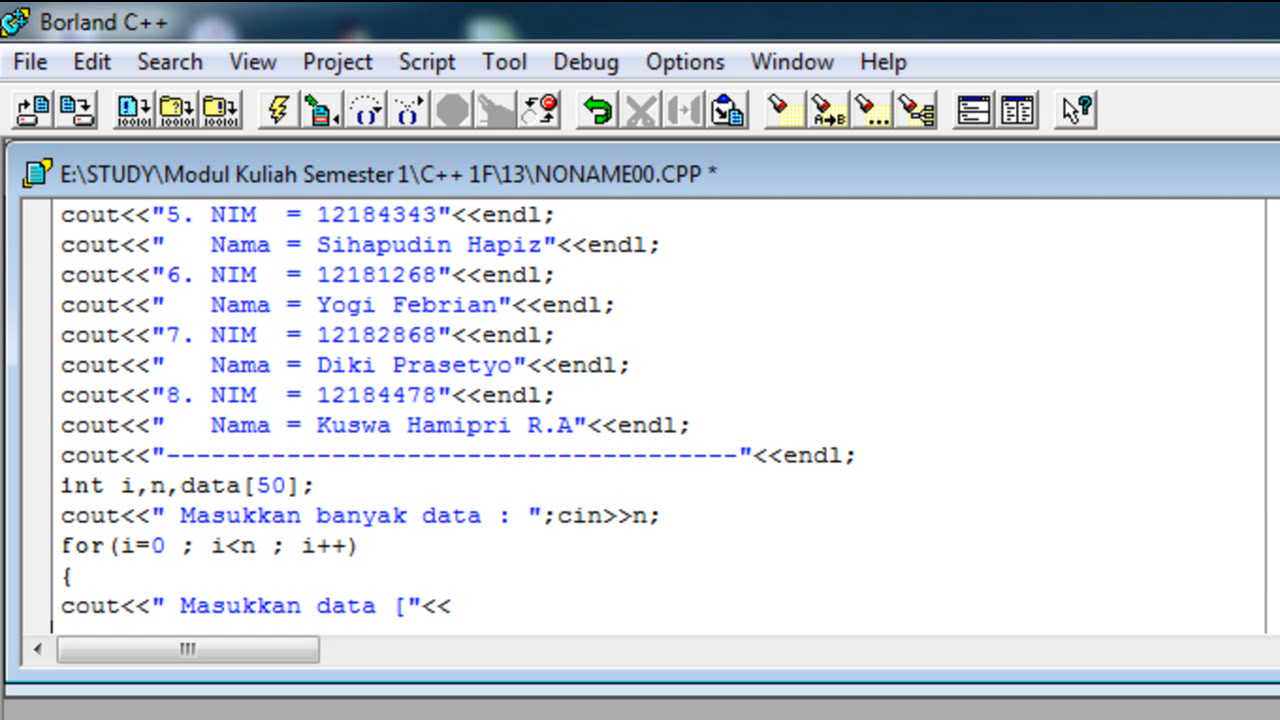 Borland C++
File Edit Search View Project Script Tool Debug Options Window Help
E:\STUDY\Modul Kuliah Semester 1\C++ 1F\13\NONAME00.CPP *
cout<<"5. NIM  = 12184343"<<endl;
cout<<"   Nama = Sihapudin Hapiz"<<endl;
cout<<"6. NIM  = 12181268"<<endl;
cout<<"   Nama = Yogi Febrian"<<endl;
cout<<"7. NIM  = 12182868"<<endl;
cout<<"   Nama = Diki Prasetyo"<<endl;
cout<<"8. NIM  = 12184478"<<endl;
cout<<"   Nama = Kuswa Hamipri R.A"<<endl;
cout<<"--------------------------------------"<<endl;
int i,n,data[50];
cout<<" Masukkan banyak data : ";cin>>n;
for(i=0 ; i<n ; i++)
{
cout<<" Masukkan data ["<<